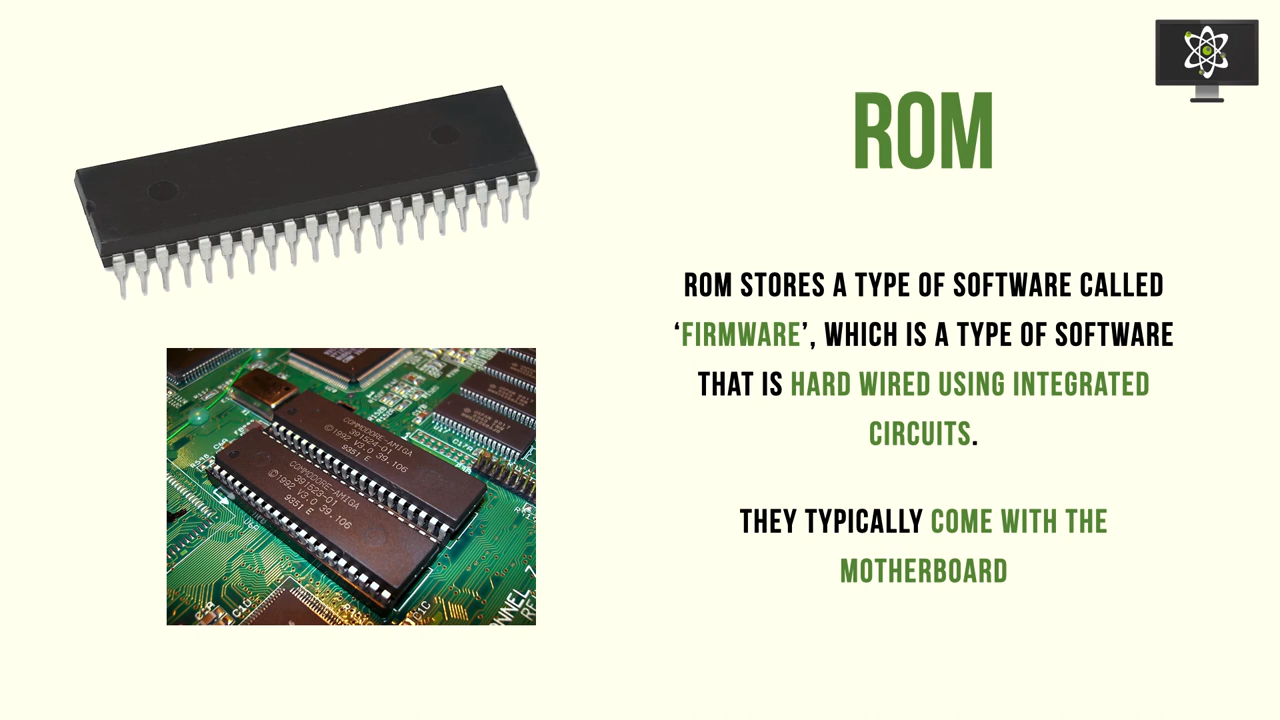 ROM
ROM STORES A TYPE OF SOFTWARE CALLED
‘FIRMWARE’, WHICH IS A TYPE OF SOFTWARE
THAT IS HARD WIRED USING INTEGRATED
CIRCUITS.
THEY TYPICALLY COME WITH THE
MOTHERBOARD
COMMODORE-AMIGA
391524-01
©1992 V3.0 39.106
9351 E
COMMODORE-AMIGA
391523-01
©1992 V3.0 39.106
9351 E